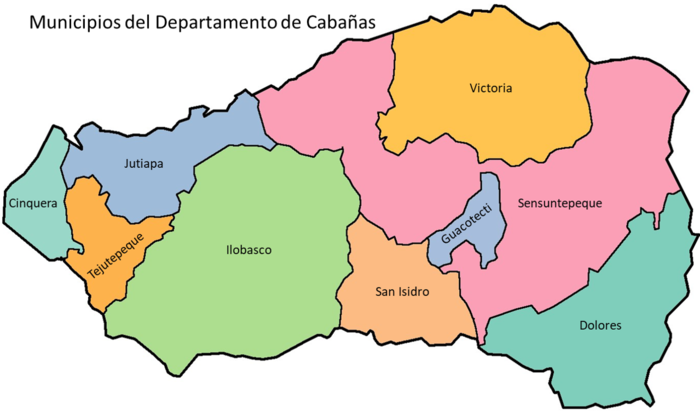 Municipios del Departamento de Cabañas
Victoria
Jutiapa
Cinquera
Sensuntepeque
Guacotecti
Tejutepeque
Ilobasco
San Isidro
Dolores